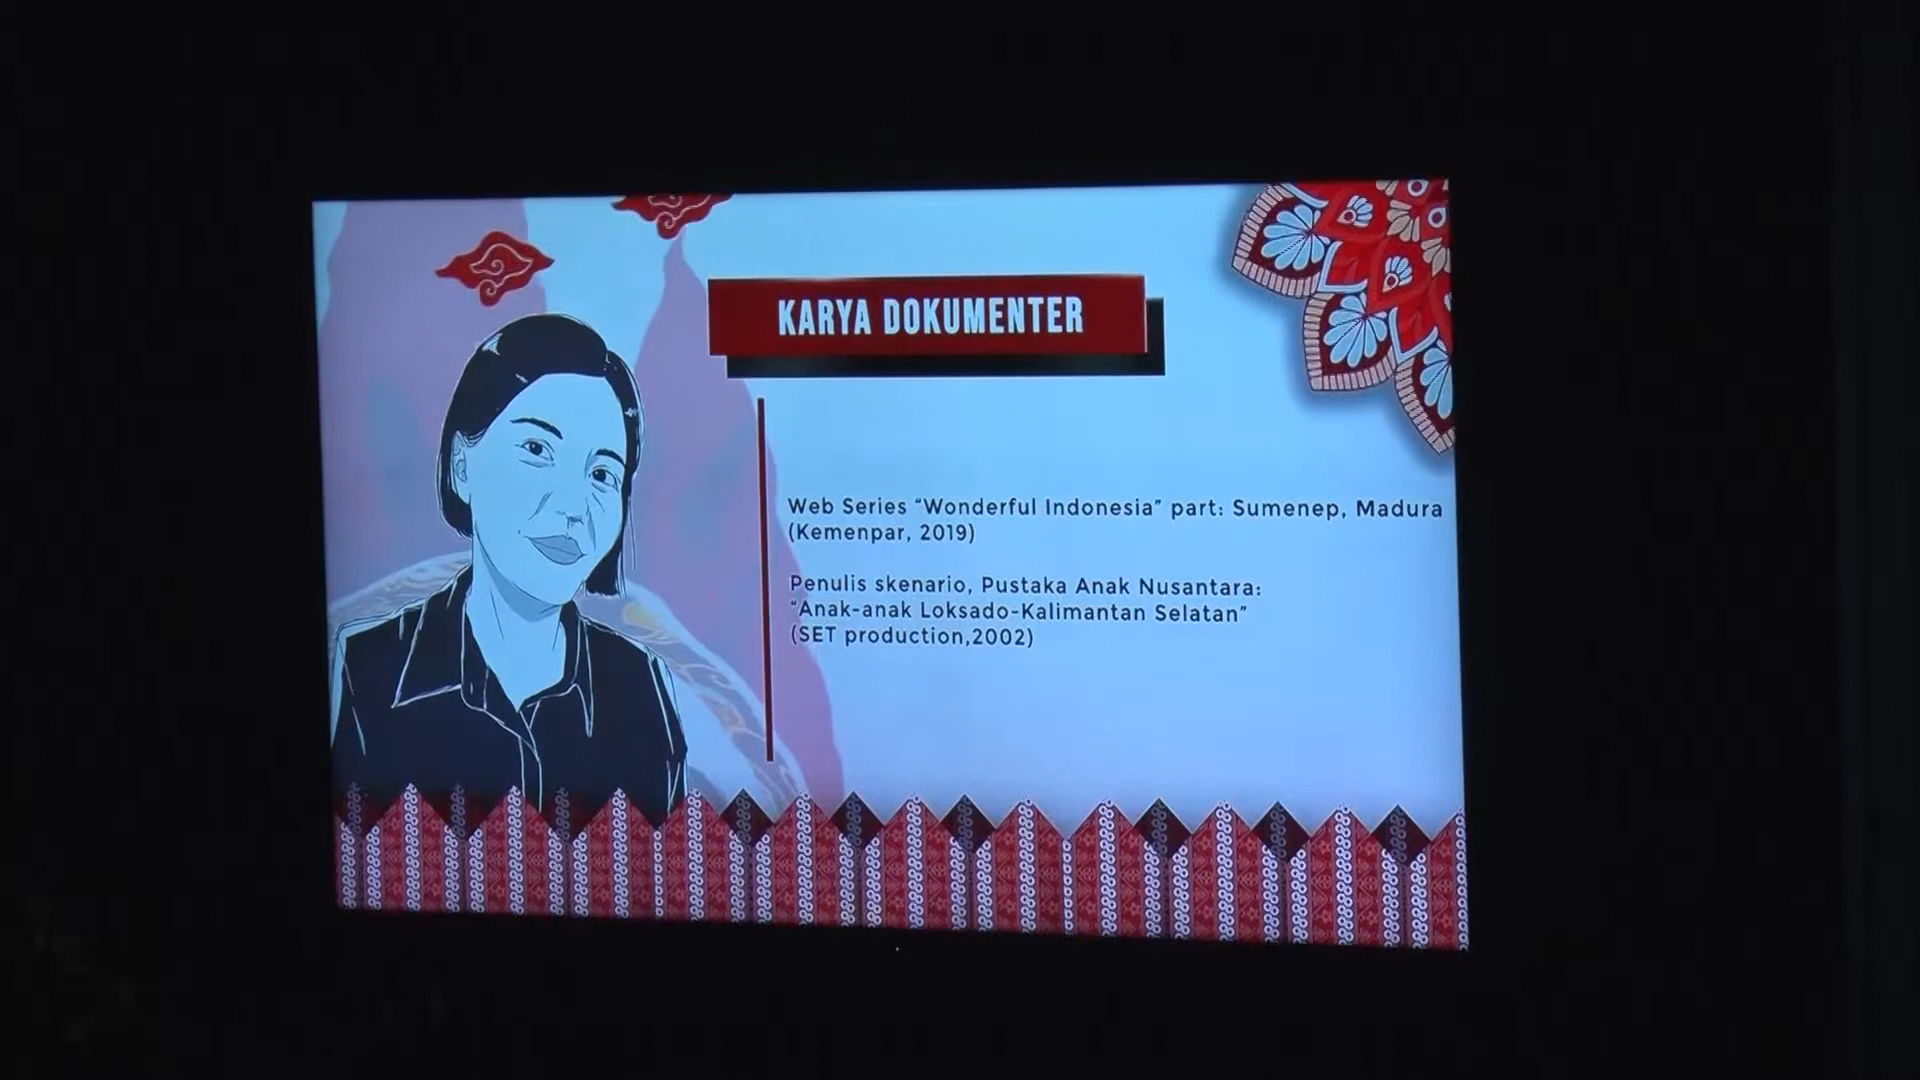 KARYA DOKUMENTER
Web Series “Wonderful Indonesia” part: Sumenep, Madura
(Kemenpar, 2019)
Penulis skenario, Pustaka Anak Nusantara:
“Anak-anak Loksado-Kalimantan Selatan”
(SET production,2002)